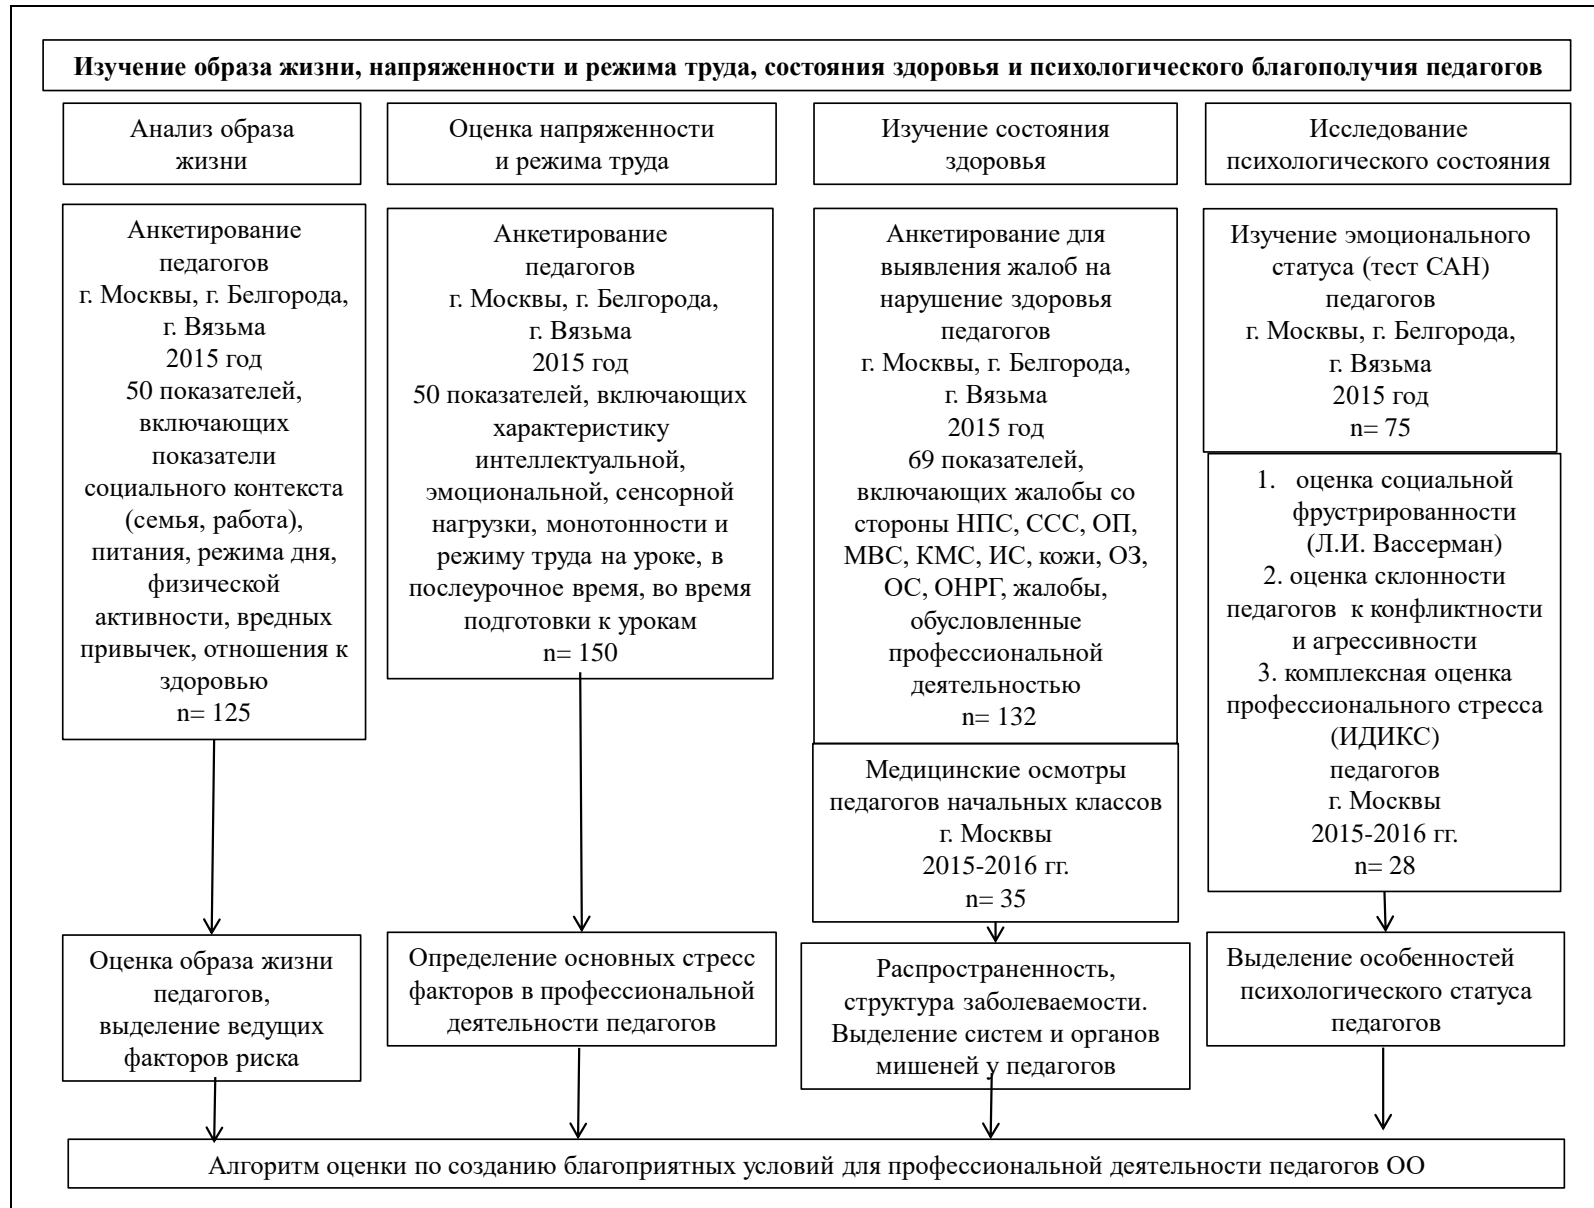 Изучение образа жизни, напряженности и режима труда, состояния здоровья и психологического благополучия педагогов
Анализ образа
жизни
Оценка напряженности
и режима труда
Изучение состояния
здоровья
Исследование
психологического состояния
Анкетирование
педагогов
г. Москвы, г. Белгорода,
г. Вязьма
2015 год
50 показателей,
включающих
показатели
социального контекста
(семья, работа),
питания, режима дня,
физической
активности, вредных
привычек, отношения к
здоровью
n= 125
Анкетирование
педагогов
г. Москвы, г. Белгорода,
г. Вязьма
2015 год
50 показателей, включающих
характеристику
интеллектуальной,
эмоциональной, сенсорной
нагрузки, монотонности и
режиму труда на уроке, в
послеурочное время, во время
подготовки к урокам
n= 150
Анкетирование для
выявления жалоб на
нарушение здоровья
педагогов
г. Москвы, г. Белгорода,
г. Вязьма
2015 год
69 показателей,
включающих жалобы со
стороны НПС, ССС, ОП,
МВС, КМС, ИС, кожи, ОЗ,
ОС, ОНРГ, жалобы,
обусловленные
профессиональной
деятельностью
n= 132
Медицинские осмотры
педагогов начальных классов
г. Москвы
2015-2016 гг.
n= 35
Изучение эмоционального
статуса (тест САН)
педагогов
г. Москвы, г. Белгорода,
г. Вязьма
2015 год
n= 75
1. оценка социальной
фрустрированности
(Л.И. Вассерман)
2. оценка склонности
педагогов к конфликтности
и агрессивности
3. комплексная оценка
профессионального стресса
(ИДИКС)
педагогов
г. Москвы
2015-2016 гг.
n= 28
Оценка образа жизни
педагогов,
выделение ведущих
факторов риска
Определение основных стресс
факторов в профессиональной
деятельности педагогов
Распространенность,
структура заболеваемости.
Выделение систем и органов
мишеней у педагогов
Выделение особенностей
психологического статуса
педагогов
Алгоритм оценки по созданию благоприятных условий для профессиональной деятельности педагогов ОО